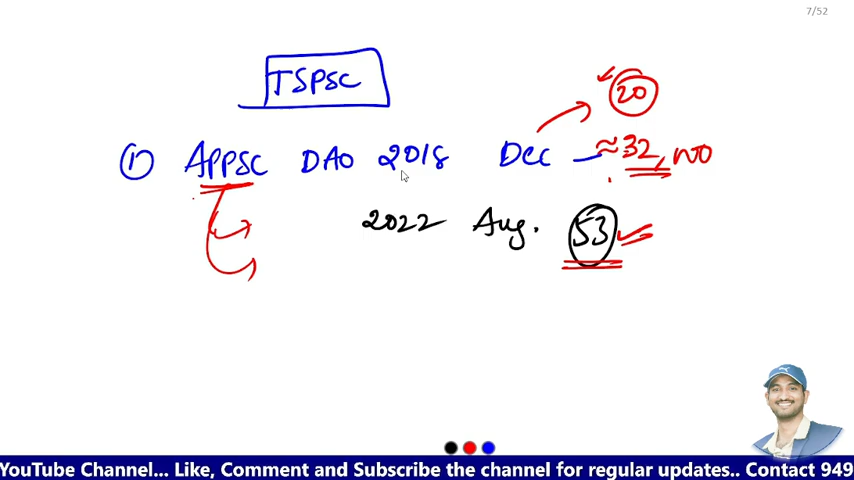 7/52
TSPSC
20
① APPSC DAO 2018 Dec - ≈ 32, NO
2022 Aug. 53
YouTube Channel... Like, Comment and Subscribe the channel for regular updates.. Contact 949